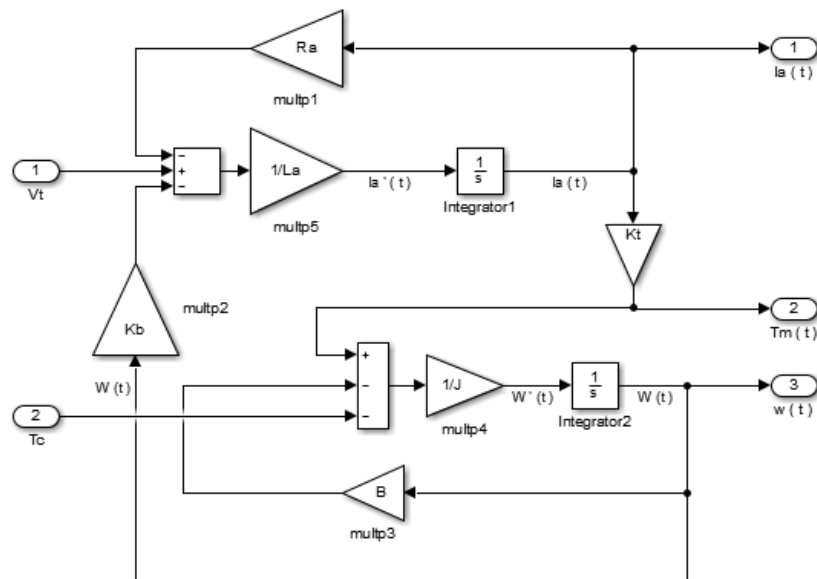 Ra
multp1
1
Ia ( t )
1
Vt
−
+
−
1/La
multp5
Ia ' ( t )
1
s
Integrator1
Ia ( t )
Kt
Kb
multp2
W ( t )
2
Tm ( t )
+
−
−
1/J
multp4
W ' ( t )
1
s
Integrator2
W ( t )
3
w ( t )
2
Tc
B
multp3